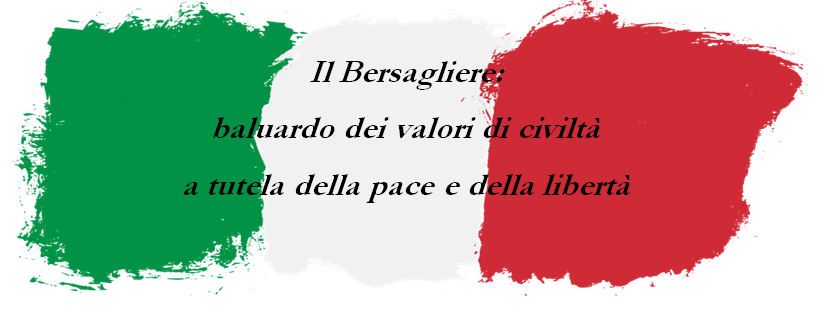 Il Bersagliere:
baluardo dei valori di civiltà
a tutela della pace e della libertà